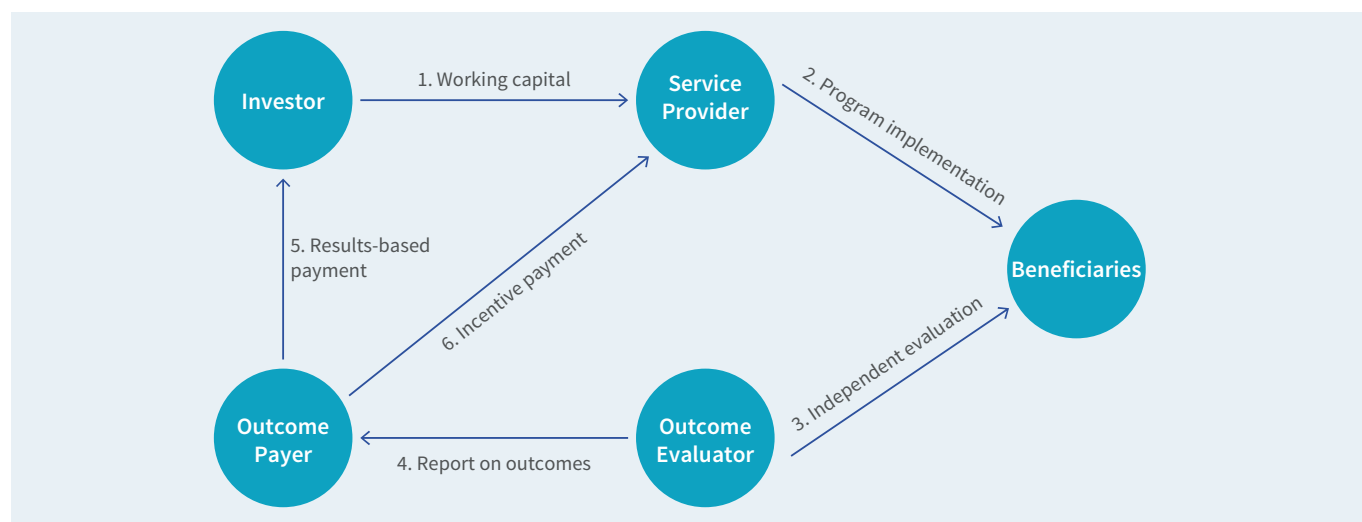 Investor
1. Working capital
Service
Provider
2. Program implementation
Beneficiaries
5. Results-based
payment
6. Incentive payment
3. Independent evaluation
Outcome
Payer
4. Report on outcomes
Outcome
Evaluator